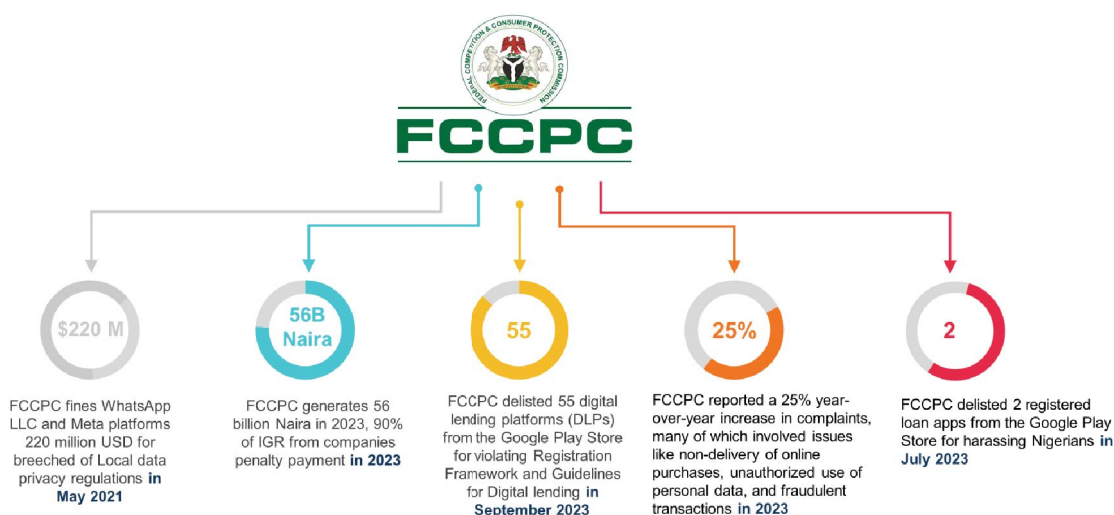 FEDERAL COMPETITION & CONSUMER PROTECTION COMMISSION
FCCPC
$220 M
56B
Naira
55
25%
2
FCCPC fines WhatsApp
LLC and Meta platforms
220 million USD for
breeched of Local data
privacy regulations in
May 2021
FCCPC generates 56
billion Naira in 2023, 90%
of IGR from companies
penalty payment in 2023
FCCPC delisted 55 digital
lending platforms (DLPs)
from the Google Play Store
for violating Registration
Framework and Guidelines
for Digital lending in
September 2023
FCCPC reported a 25% year-
over-year increase in complaints,
many of which involved issues
like non-delivery of online
purchases, unauthorized use of
personal data, and fraudulent
transactions in 2023
FCCPC delisted 2 registered
loan apps from the Google Play
Store for harassing Nigerians in
July 2023